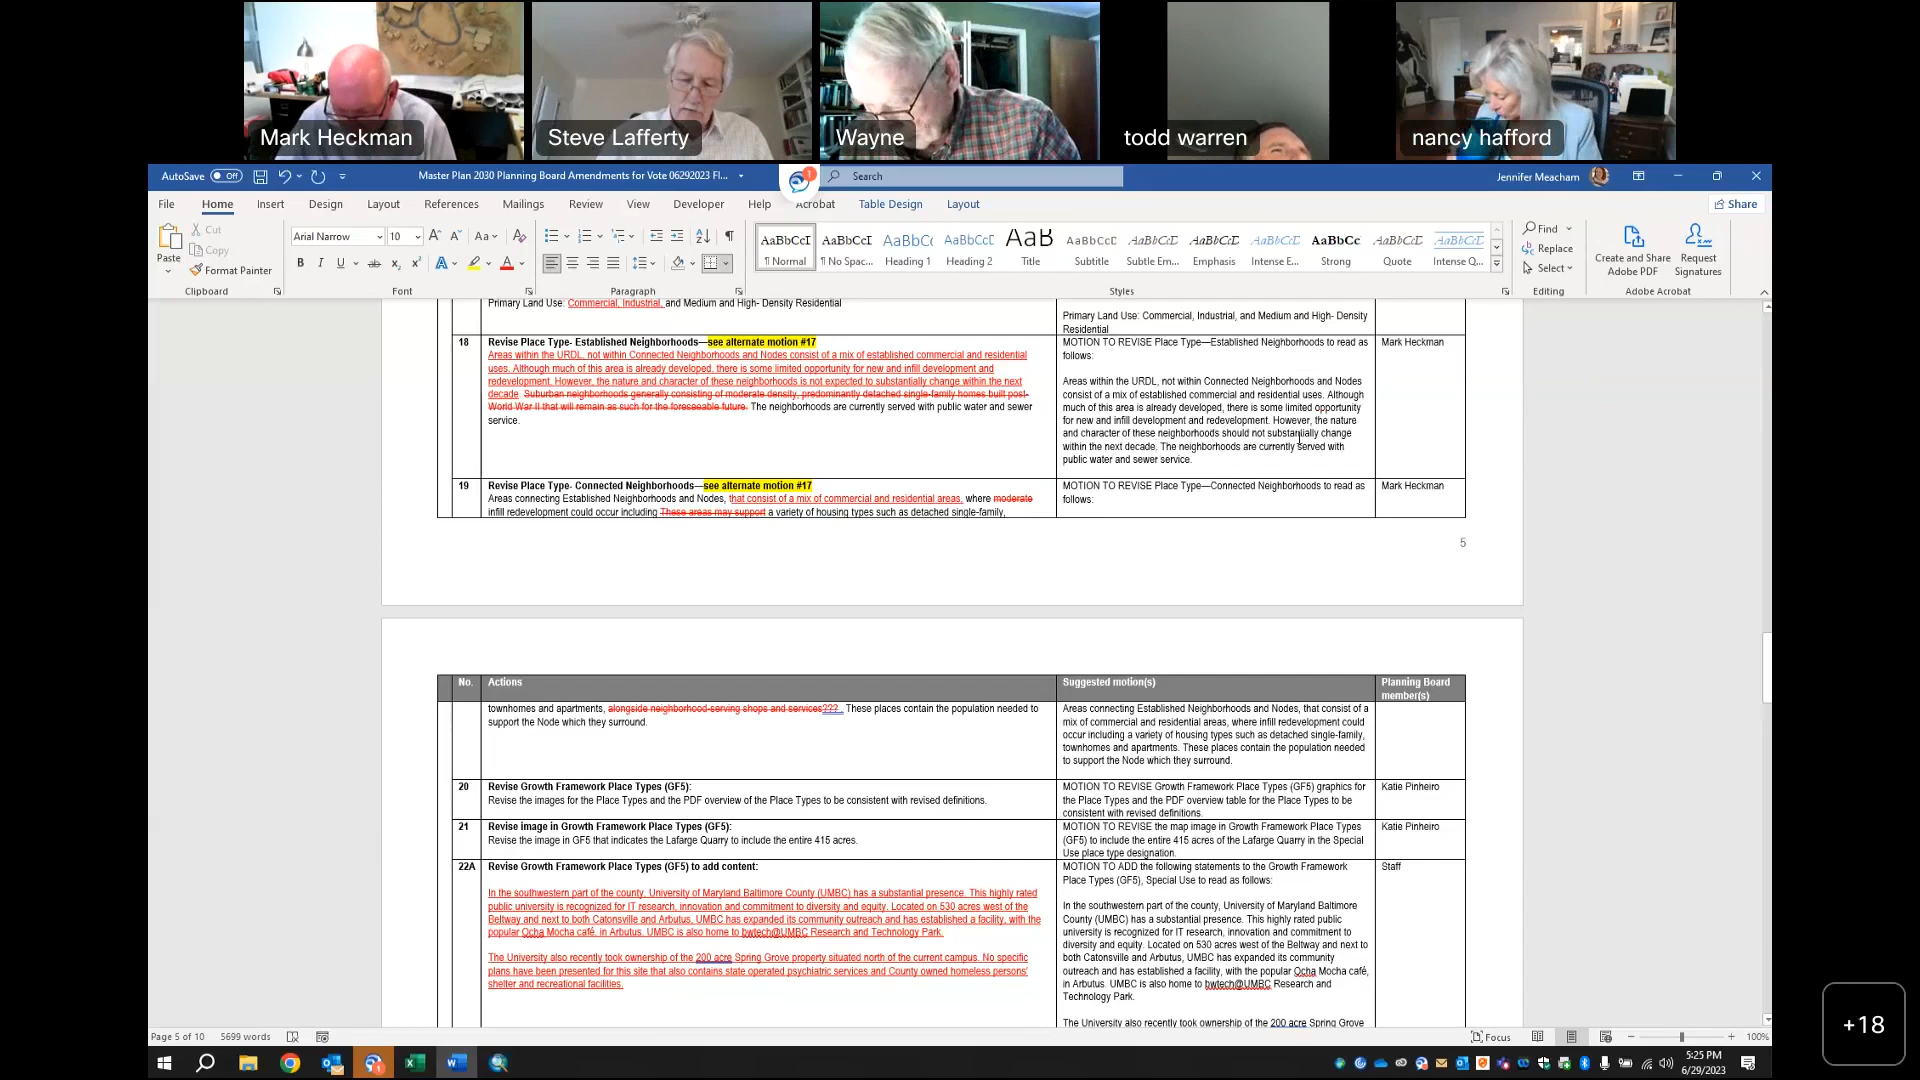 Mark Heckman
Steve Lafferty
Wayne
todd warren
nancy hafford
AutoSave Off
Master Plan 2030 Planning Board Amendments for Vote 06292023 Fl...
1
Search
Jennifer Meacham
File Home Insert Design Layout References Mailings Review View Developer Help Acrobat Table Design Layout
Share
Paste
Cut
Copy
Format Painter
Clipboard
Arial Narrow 10
Font
Paragraph
AaBbCcI AaBbCcI AaBbC( AaBbCcI AaB AaBbCcI AaBbCcI AaBbCcI AaBbCcI AaBbCc AaBbCcI AaBbCcI
¶ Normal ¶ No Spac... Heading 1 Heading 2 Title Subtitle Subtle Em... Emphasis Intense E... Strong Quote Intense Q...
Styles
Find
Replace
Select
Editing
Create and Share
Adobe PDF
Request
Signatures
Adobe Acrobat
Primary Land Use: Commercial, Industrial, and Medium and High- Density Residential
Primary Land Use: Commercial, Industrial, and Medium and High- Density
Residential
18
Revise Place Type- Established Neighborhoods—see alternate motion #17
Areas within the URDL, not within Connected Neighborhoods and Nodes consist of a mix of established commercial and residential
uses. Although much of this area is already developed, there is some limited opportunity for new and infill development and
redevelopment. However, the nature and character of these neighborhoods is not expected to substantially change within the next
decade. Suburban neighborhoods generally consisting of moderate density, predominantly detached single-family homes built post-
World War II that will remain as such for the foreseeable future. The neighborhoods are currently served with public water and sewer
service.
MOTION TO REVISE Place Type—Established Neighborhoods to read as
follows:
Areas within the URDL, not within Connected Neighborhoods and Nodes
consist of a mix of established commercial and residential uses. Although
much of this area is already developed, there is some limited opportunity
for new and infill development and redevelopment. However, the nature
and character of these neighborhoods should not substantially change
within the next decade. The neighborhoods are currently served with
public water and sewer service.
Mark Heckman
19
Revise Place Type- Connected Neighborhoods—see alternate motion #17
Areas connecting Established Neighborhoods and Nodes, that consist of a mix of commercial and residential areas, where moderate
infill redevelopment could occur including These areas may support a variety of housing types such as detached single-family,
MOTION TO REVISE Place Type—Connected Neighborhoods to read as
follows:
Mark Heckman
5
No. Actions Suggested motion(s) Planning Board
member(s)
townhomes and apartments, alongside neighborhood-serving shops and services??? . These places contain the population needed to
support the Node which they surround.
Areas connecting Established Neighborhoods and Nodes, that consist of a
mix of commercial and residential areas, where infill redevelopment could
occur including a variety of housing types such as detached single-family,
townhomes and apartments. These places contain the population needed
to support the Node which they surround.
20
Revise Growth Framework Place Types (GF5):
Revise the images for the Place Types and the PDF overview of the Place Types to be consistent with revised definitions.
MOTION TO REVISE Growth Framework Place Types (GF5) graphics for
the Place Types and the PDF overview table for the Place Types to be
consistent with revised definitions.
Katie Pinheiro
21
Revise image in Growth Framework Place Types (GF5):
Revise the image in GF5 that indicates the Lafarge Quarry to include the entire 415 acres.
MOTION TO REVISE the map image in Growth Framework Place Types
(GF5) to include the entire 415 acres of the Lafarge Quarry in the Special
Use place type designation.
Katie Pinheiro
22A
Revise Growth Framework Place Types (GF5) to add content:
In the southwestern part of the county, University of Maryland Baltimore County (UMBC) has a substantial presence. This highly rated
public university is recognized for IT research, innovation and commitment to diversity and equity. Located on 530 acres west of the
Beltway and next to both Catonsville and Arbutus, UMBC has expanded its community outreach and has established a facility, with the
popular Ocha Mocha café, in Arbutus. UMBC is also home to bwtech@UMBC Research and Technology Park.
The University also recently took ownership of the 200 acre Spring Grove property situated north of the current campus. No specific
plans have been presented for this site that also contains state operated psychiatric services and County owned homeless persons'
shelter and recreational facilities.
MOTION TO ADD the following statements to the Growth Framework
Place Types (GF5), Special Use to read as follows:
In the southwestern part of the county, University of Maryland Baltimore
County (UMBC) has a substantial presence. This highly rated public
university is recognized for IT research, innovation and commitment to
diversity and equity. Located on 530 acres west of the Beltway and next to
both Catonsville and Arbutus, UMBC has expanded its community
outreach and has established a facility, with the popular Ocha Mocha café,
in Arbutus. UMBC is also home to bwtech@UMBC Research and
Technology Park.
The University also recently took ownership of the 200 acre Spring Grove
Staff
Page 5 of 10 5699 words
Focus
100%
5:25 PM
6/29/2023
+18